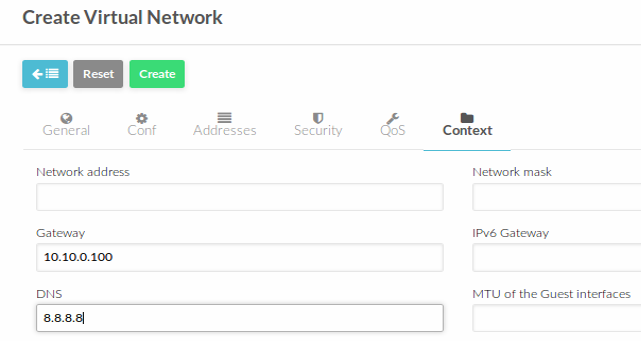 Create Virtual Network
Reset Create
General Conf Addresses Security QoS Context
Network address Network mask
Gateway IPv6 Gateway
10.10.0.100
DNS MTU of the Guest interfaces
8.8.8.8